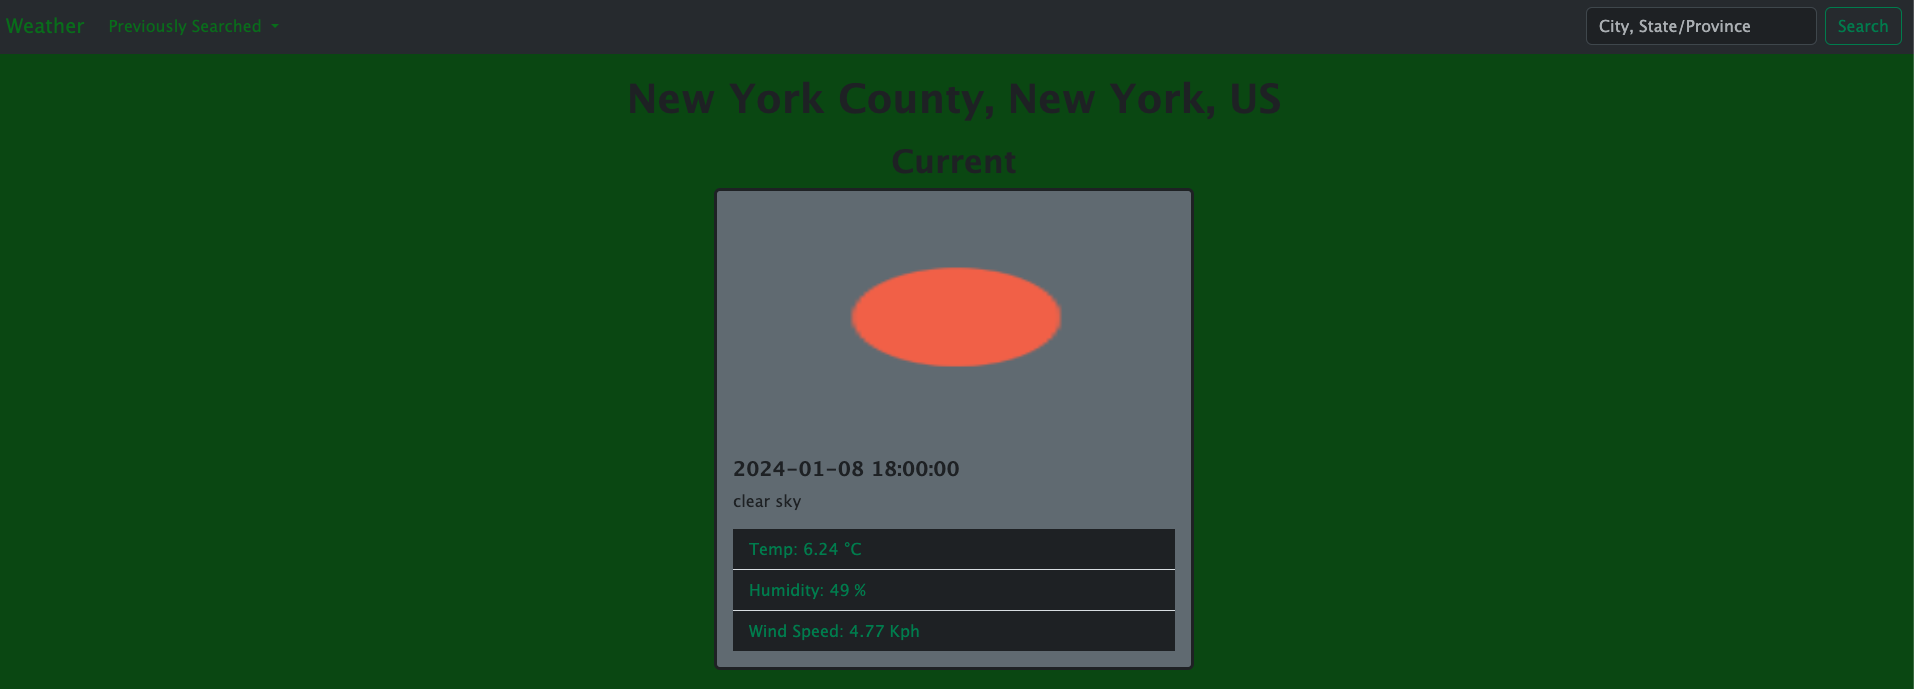 Weather Previously Searched City, State/Province Search
New York County, New York, US
Current
2024-01-08 18:00:00
clear sky
Temp: 6.24 °C
Humidity: 49 %
Wind Speed: 4.77 Kph